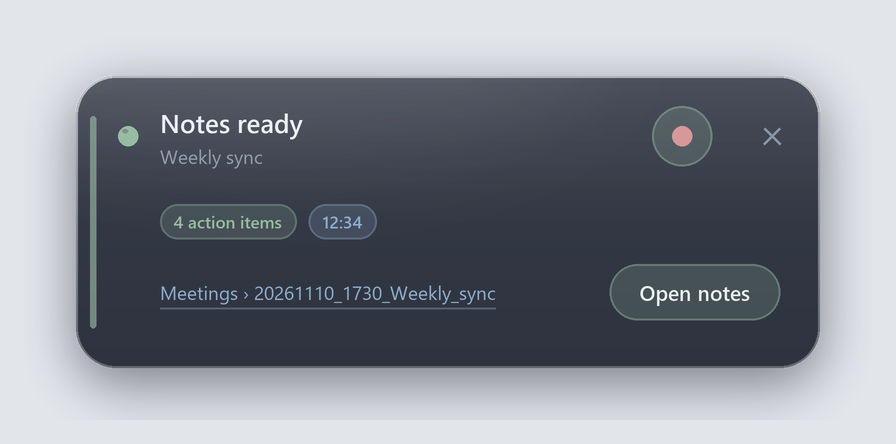 Notes ready
Weekly sync
4 action items
12:34
Meetings › 20261110_1730_Weekly_sync
Open notes